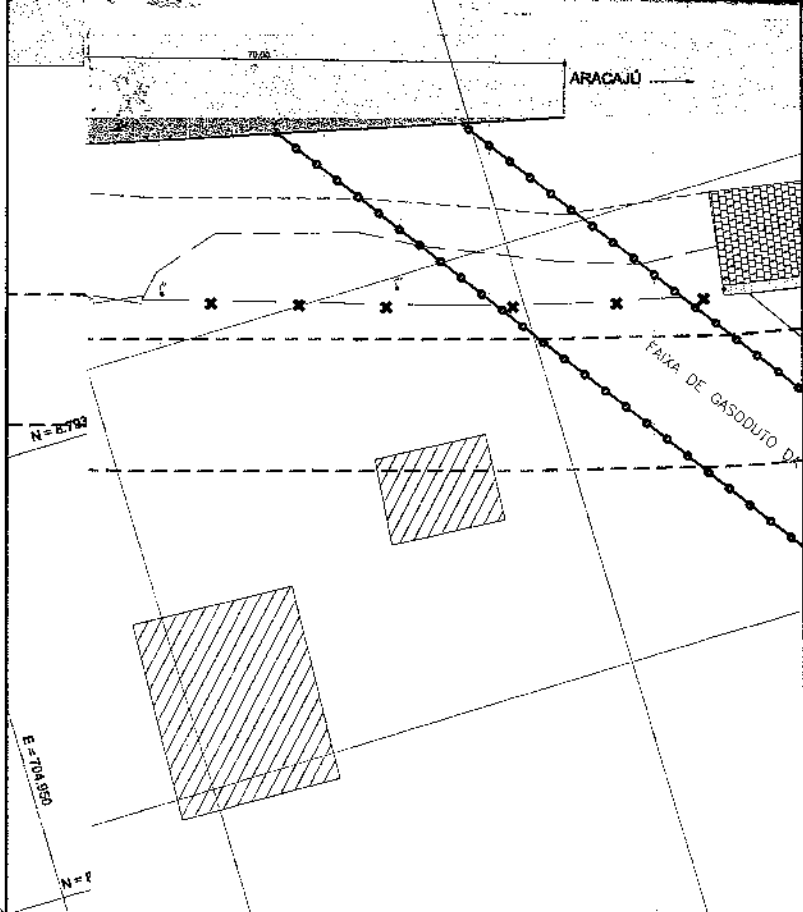 70,00
ARACAJÚ
FAIXA DE GASODUTO DA
N = 8.793
E = 704.950
N = 8